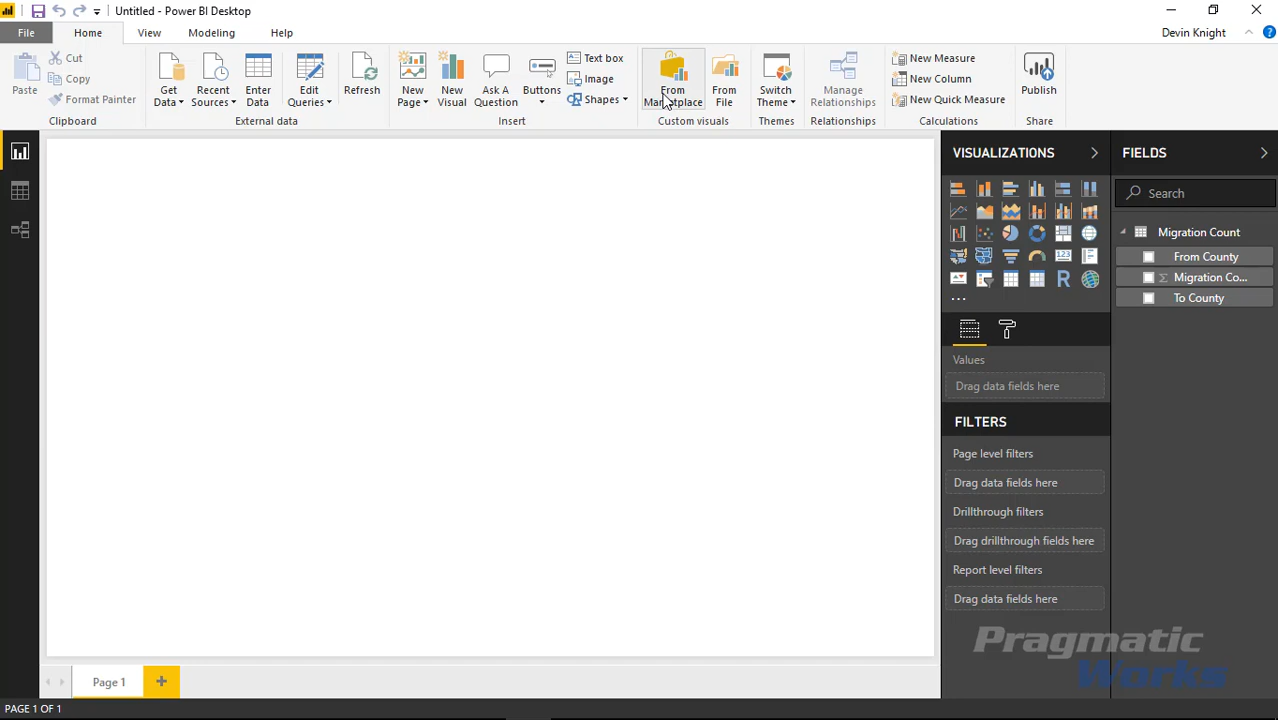 Untitled - Power BI Desktop
File
Home
View
Modeling
Help
Devin Knight
Paste
Cut
Copy
Format Painter
Clipboard
Get Data
Recent Sources
Enter Data
Edit Queries
Refresh
External data
New Page
New Visual
Ask A Question
Buttons
Text box
Image
Shapes
Insert
From Marketplace
From File
Custom visuals
Switch Theme
Themes
Manage Relationships
Relationships
New Measure
New Column
New Quick Measure
Calculations
Publish
Share
VISUALIZATIONS
Values
Drag data fields here
FILTERS
Page level filters
Drag data fields here
Drillthrough filters
Drag drillthrough fields here
Report level filters
Drag data fields here
FIELDS
Search
Migration Count
From County
Migration Co...
To County
Pragmatic
Works
Page 1
PAGE 1 OF 1